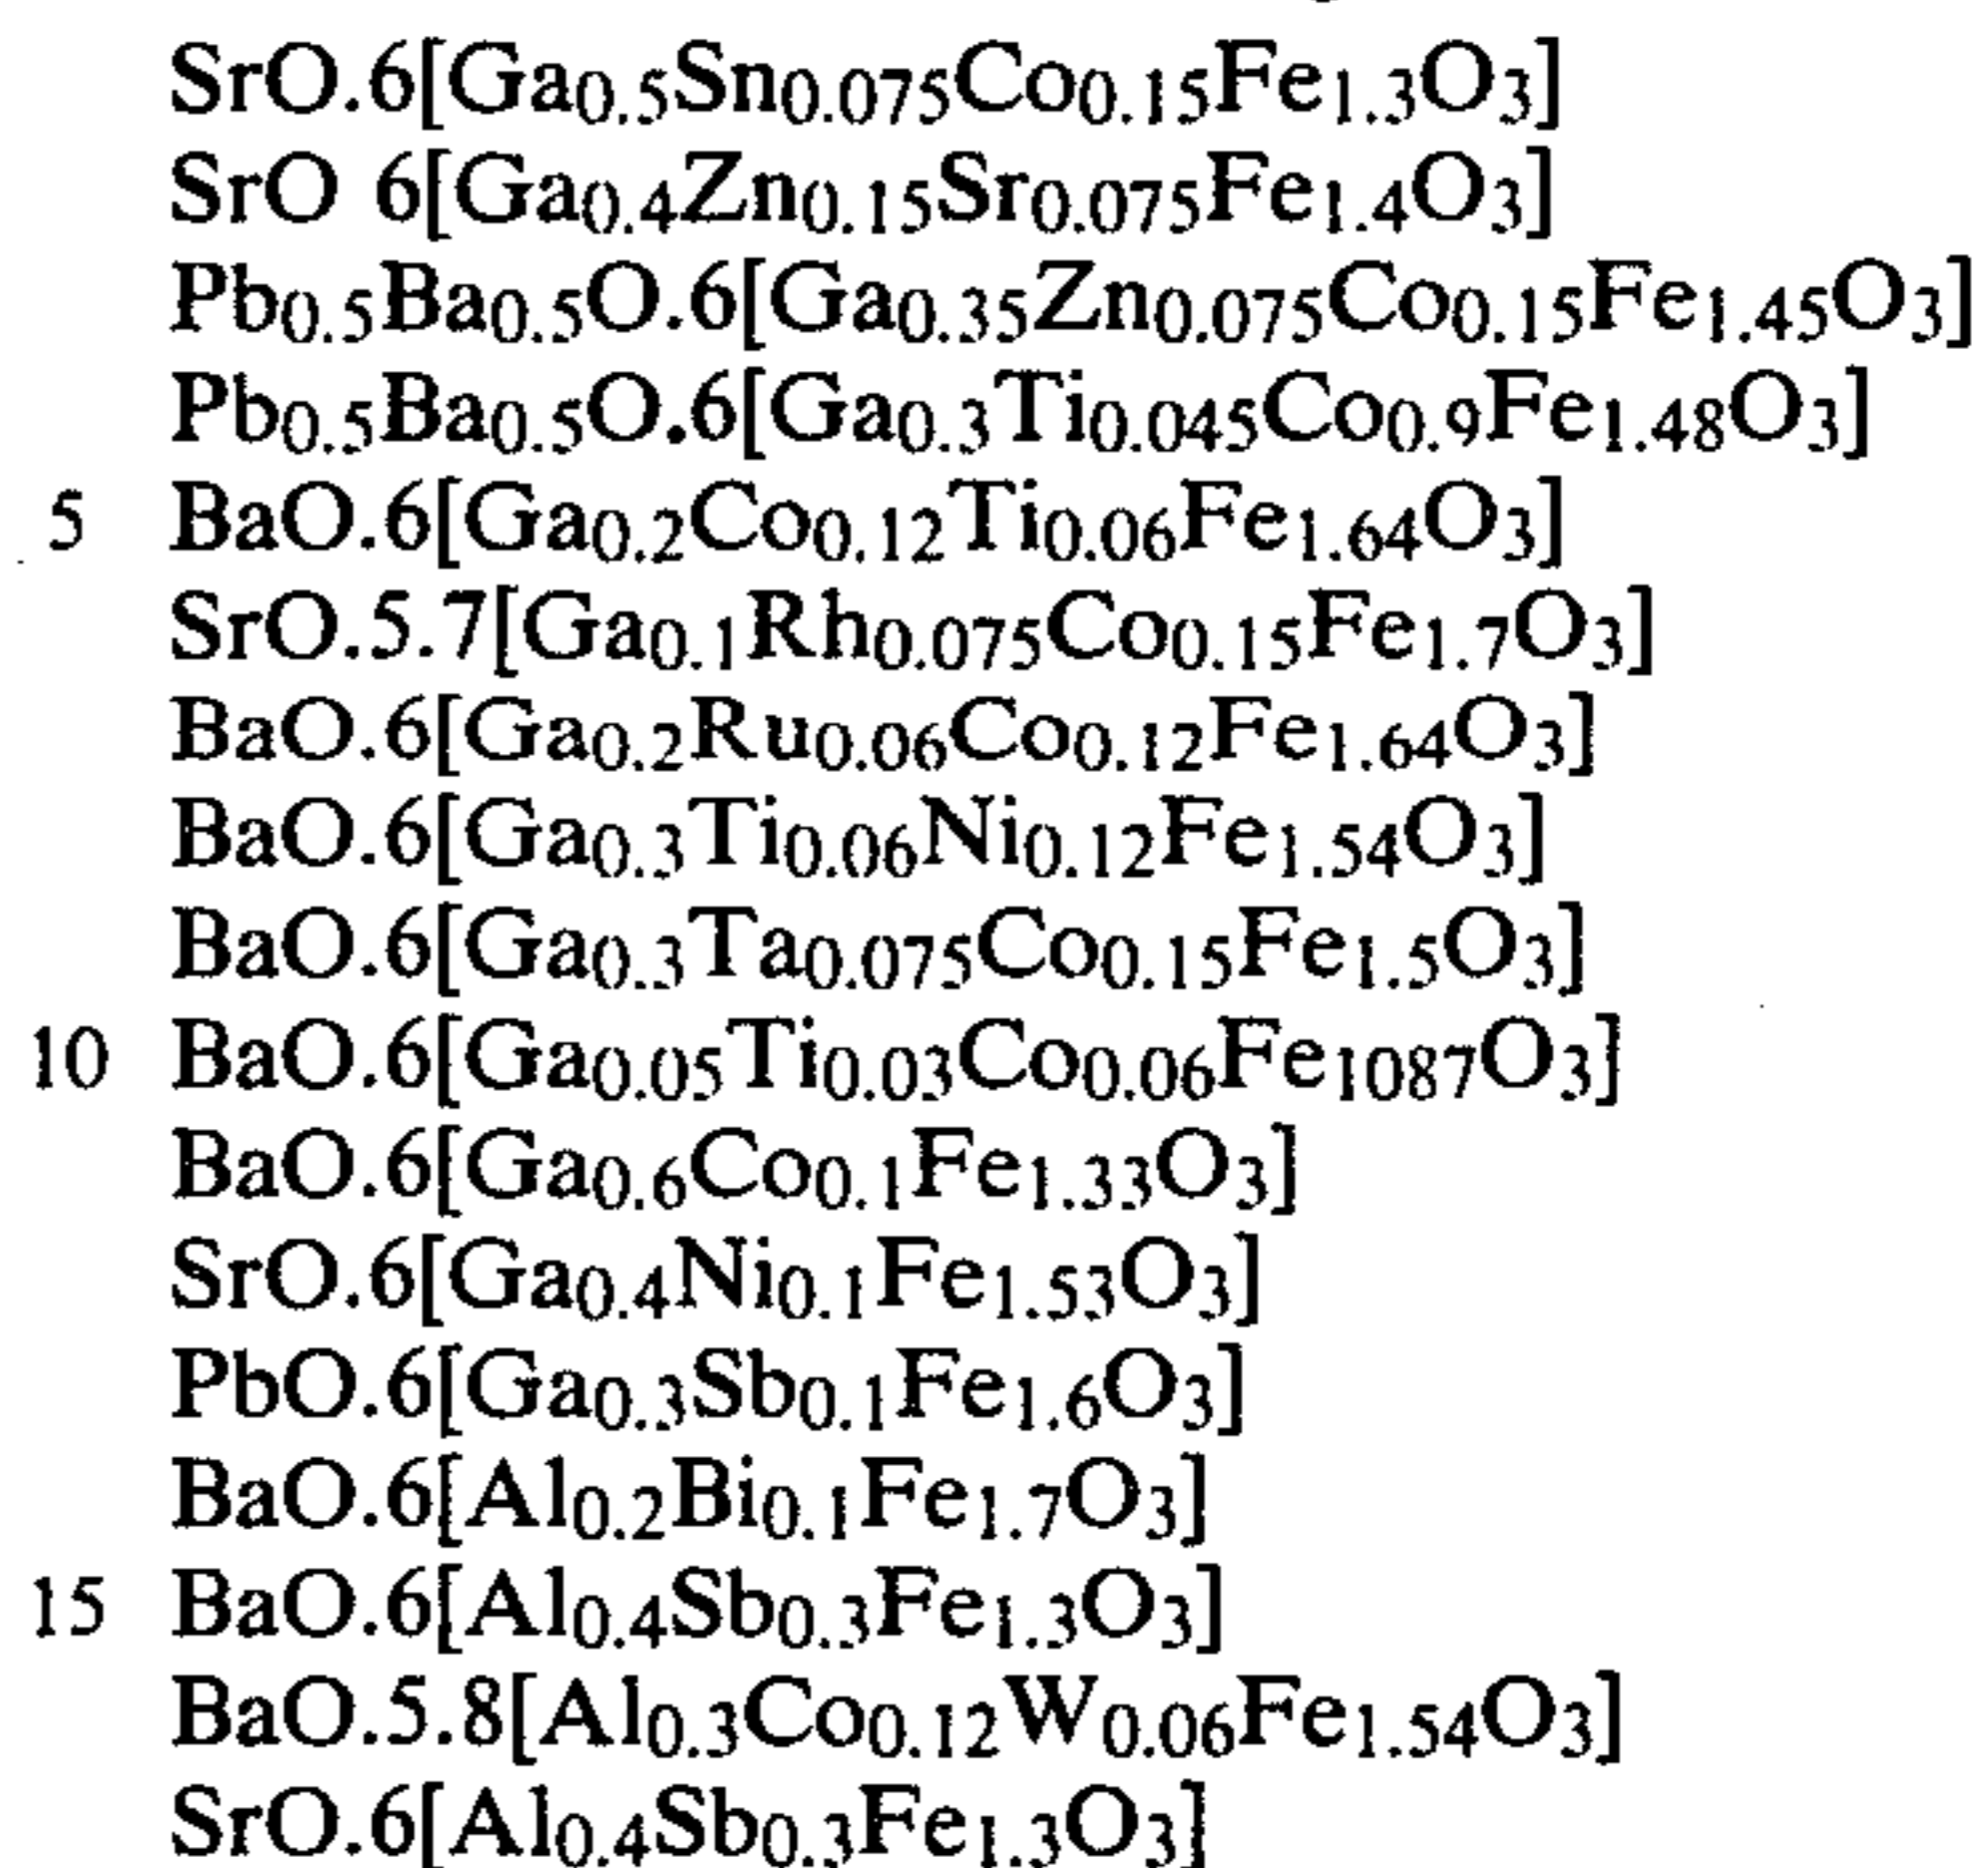 SrO.6[Ga0.5Sn0.075Co0.15Fe1.3O3]
SrO 6[Ga0.4Zn0.15Sr0.075Fe1.4O3]
Pb0.5Ba0.5O.6[Ga0.35Zn0.075Co0.15Fe1.45O3]
Pb0.5Ba0.5O.6[Ga0.3Ti0.045Co0.9Fe1.48O3]
5 BaO.6[Ga0.2Co0.12Ti0.06Fe1.64O3]
SrO.5.7[Ga0.1Rh0.075Co0.15Fe1.7O3]
BaO.6[Ga0.2Ru0.06Co0.12Fe1.64O3]
BaO.6[Ga0.3Ti0.06Ni0.12Fe1.54O3]
BaO.6[Ga0.3Ta0.075Co0.15Fe1.5O3]
10 BaO.6[Ga0.05Ti0.03Co0.06Fe1087O3]
BaO.6[Ga0.6Co0.1Fe1.33O3]
SrO.6[Ga0.4Ni0.1Fe1.53O3]
PbO.6[Ga0.3Sb0.1Fe1.6O3]
BaO.6[Al0.2Bi0.1Fe1.7O3]
15 BaO.6[Al0.4Sb0.3Fe1.3O3]
BaO.5.8[Al0.3Co0.12W0.06Fe1.54O3]
SrO.6[Al0.4Sb0.3Fe1.3O3]